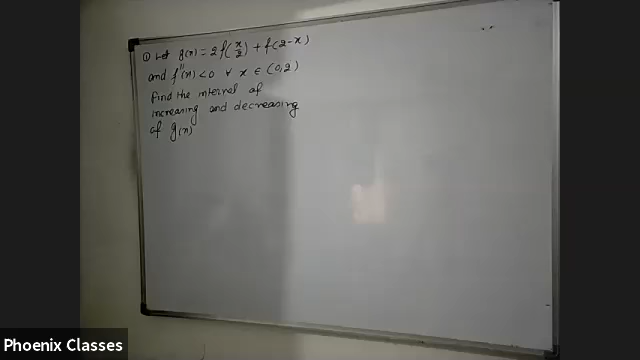 ① Let g(x) = 2f(x/2) + f(2-x)
and f''(x) < 0 ∀ x ∈ (0,2)
Find the interval of
increasing and decreasing
of g(x)
Phoenix Classes